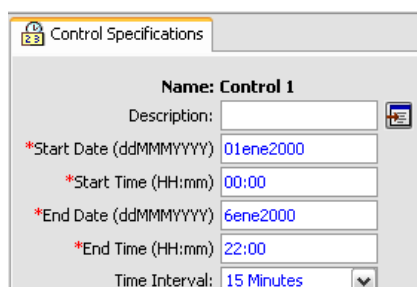 Control Specifications
Name: Control 1
Description:
*Start Date (ddMMMYYYY) 01ene2000
*Start Time (HH:mm) 00:00
*End Date (ddMMMYYYY) 6ene2000
*End Time (HH:mm) 22:00
Time Interval: 15 Minutes